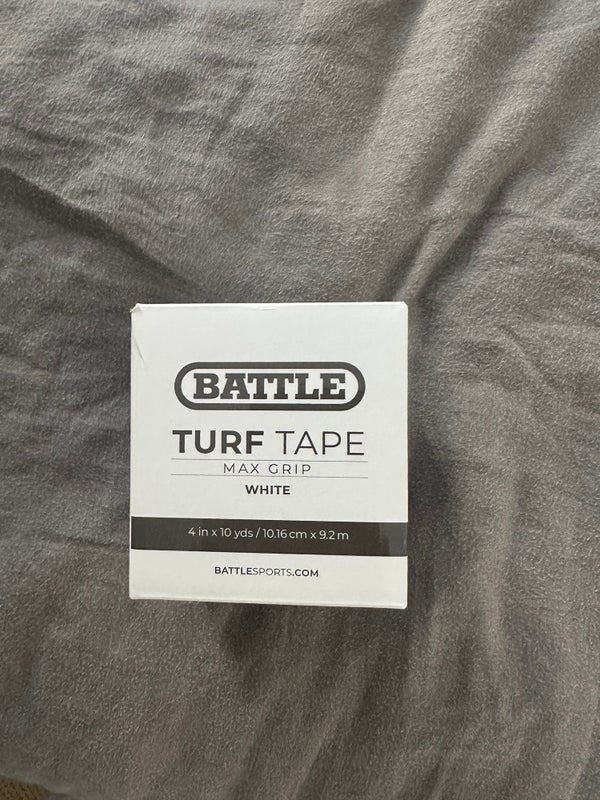 BATTLE
TURF TAPE
MAX GRIP
WHITE
4 in x 10 yds / 10.16 cm x 9.2 m
BATTLESPORTS.COM